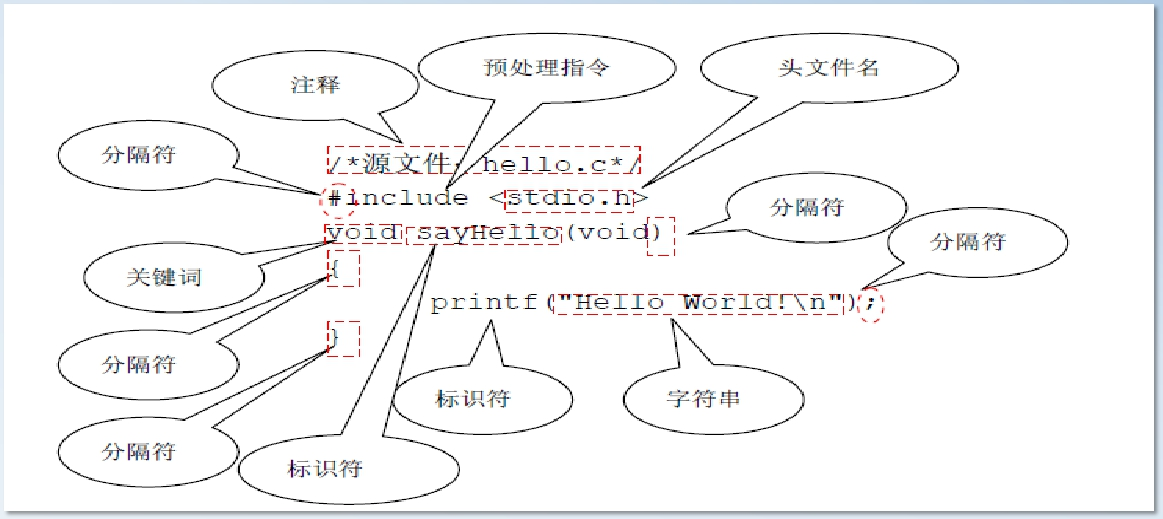 注释
预处理指令
头文件名
分隔符
/*源文件：hello.c*/
#include <stdio.h>
分隔符
void sayHello(void)
分隔符
关键词
{
printf("Hello World!\n");
分隔符
}
标识符
字符串
分隔符
标识符